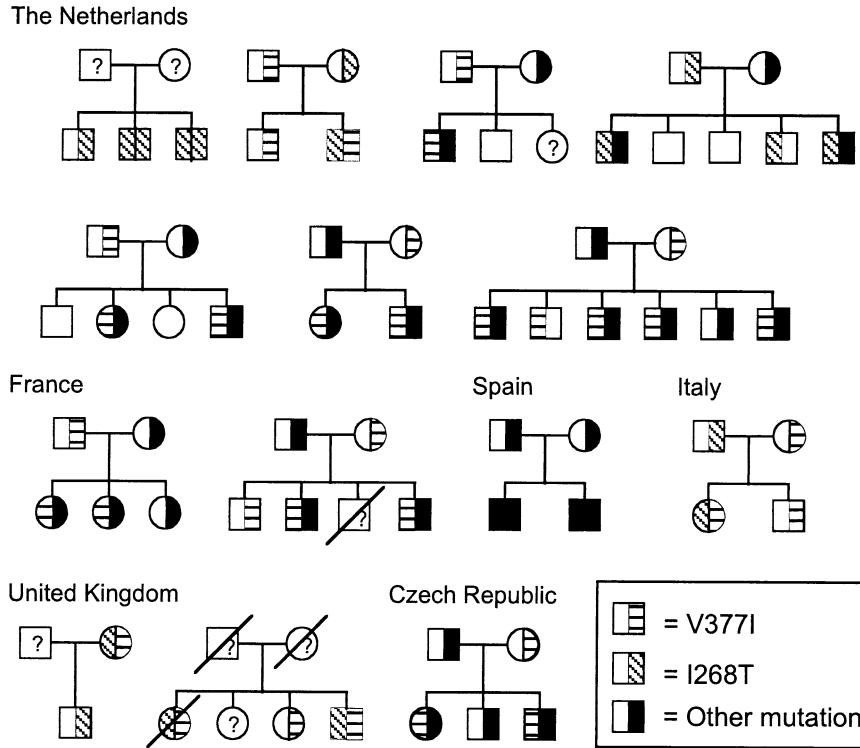 The Netherlands
? ?
?
France
Spain
Italy
?
United Kingdom
Czech Republic
? ? ?
?
= V377I
= I268T
= Other mutation